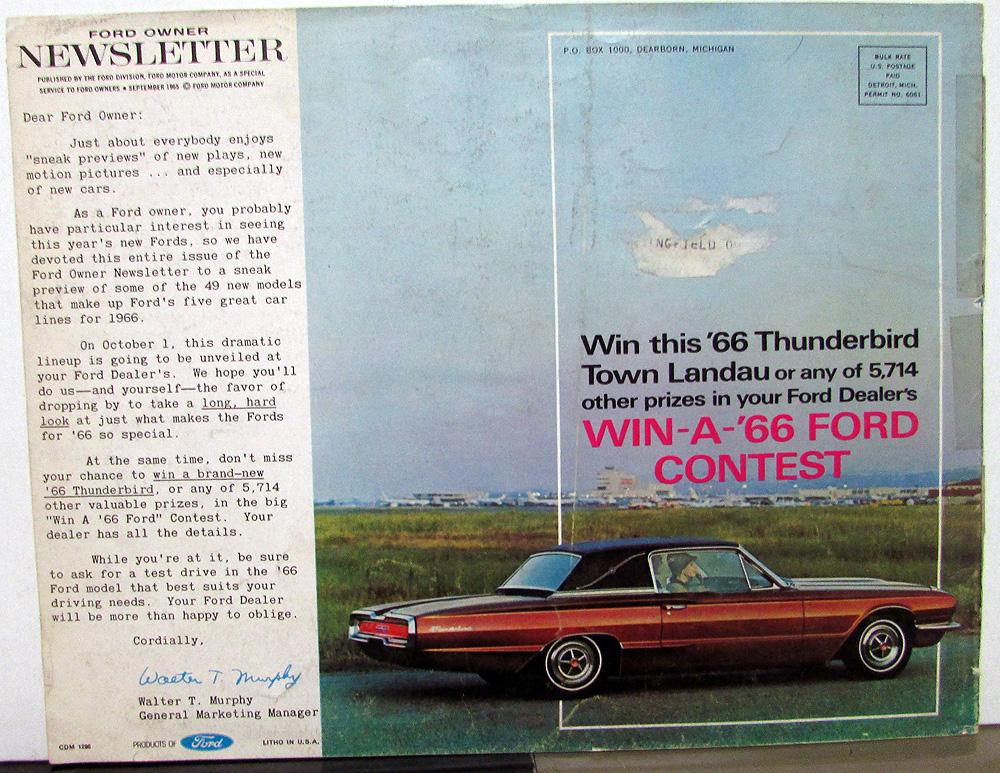 FORD OWNER
NEWSLETTER
PUBLISHED BY THE FORD DIVISION, FORD MOTOR COMPANY, AS A SPECIAL
SERVICE TO FORD OWNERS • SEPTEMBER 1965 © FORD MOTOR COMPANY
Dear Ford Owner:
Just about everybody enjoys
"sneak previews" of new plays, new
motion pictures ... and especially
of new cars.
As a Ford owner, you probably
have particular interest in seeing
this year's new Fords, so we have
devoted this entire issue of the
Ford Owner Newsletter to a sneak
preview of some of the 49 new models
that make up Ford's five great car
lines for 1966.
On October 1, this dramatic
lineup is going to be unveiled at
your Ford Dealer's. We hope you'll
do us—and yourself—the favor of
dropping by to take a long, hard
look at just what makes the Fords
for '66 so special.
At the same time, don't miss
your chance to win a brand-new
'66 Thunderbird, or any of 5,714
other valuable prizes, in the big
"Win A '66 Ford" Contest. Your
dealer has all the details.
While you're at it, be sure
to ask for a test drive in the '66
Ford model that best suits your
driving needs. Your Ford Dealer
will be more than happy to oblige.
Cordially,
Walter T. Murphy
Walter T. Murphy
General Marketing Manager
CDM 1296
PRODUCTS OF Ford
LITHO IN U.S.A.
P.O. BOX 1000, DEARBORN, MICHIGAN
BULK RATE
U.S. POSTAGE
PAID
DETROIT, MICH.
PERMIT NO. 6061
Win this '66 Thunderbird
Town Landau or any of 5,714
other prizes in your Ford Dealer's
WIN-A-'66 FORD
CONTEST
Thunderbird